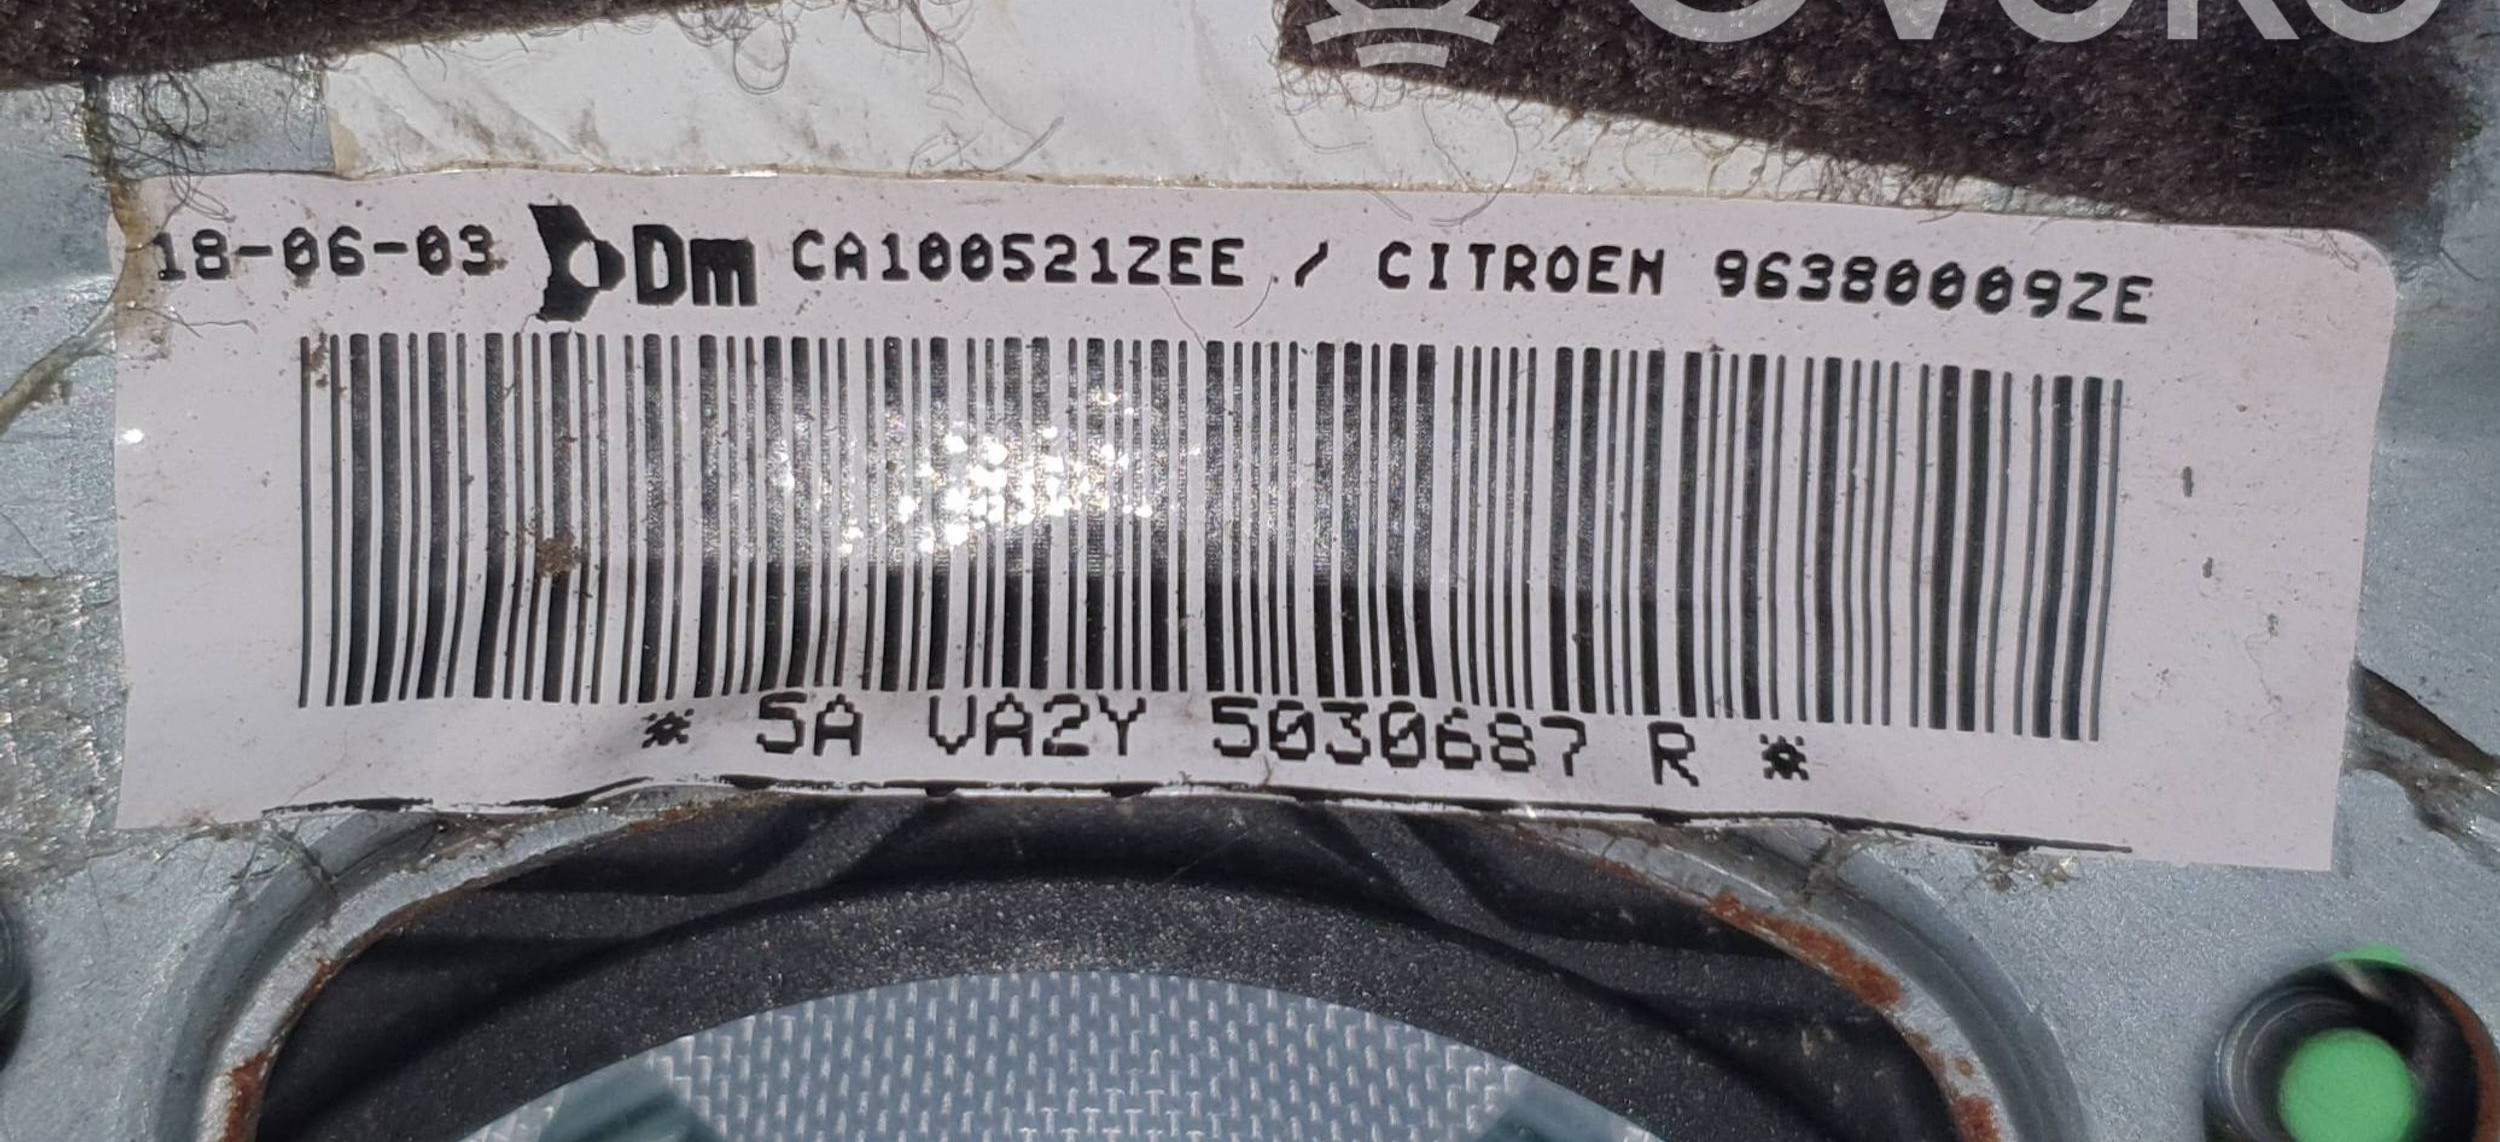 18-06-03 Dm CA100521ZEE / CITROEN 96380009ZE
* 5A VA2Y 5030687 R *